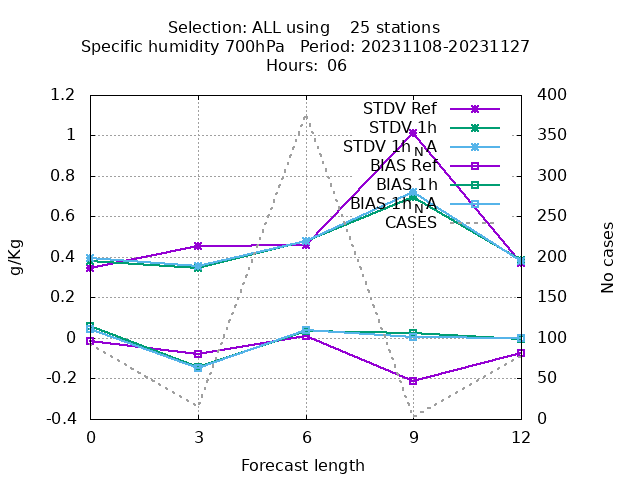 Selection: ALL using 25 stations
Specific humidity 700hPa Period: 20231108-20231127
Hours: 06
1.2
1
0.8
0.6
0.4
0.2
0
-0.2
-0.4
400
350
300
250
200
150
100
50
0
STDV Ref
STDV 1h
STDV 1h_NA
BIAS Ref
BIAS 1h
BIAS 1h_NA
CASES
g/Kg
No cases
0 3 6 9 12
Forecast length